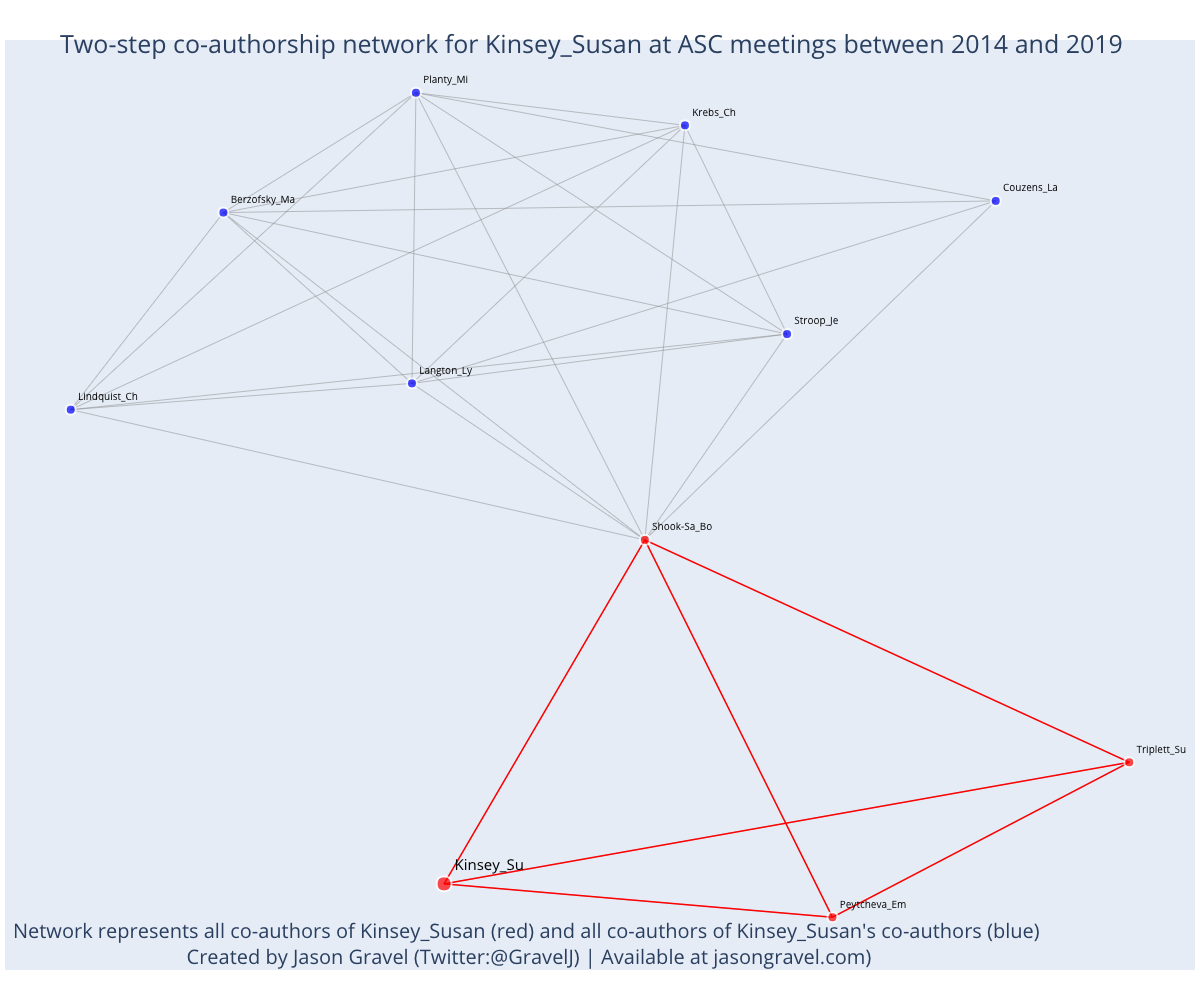 Two-step co-authorship network for Kinsey_Susan at ASC meetings between 2014 and 2019
Planty_Mi
Krebs_Ch
Couzens_La
Berzofsky_Ma
Stroop_Je
Langton_Ly
Lindquist_Ch
Shook-Sa_Bo
Triplett_Su
Kinsey_Su
Peytcheva_Em
Network represents all co-authors of Kinsey_Susan (red) and all co-authors of Kinsey_Susan's co-authors (blue)
Created by Jason Gravel (Twitter:@GravelJ) | Available at jasongravel.com)